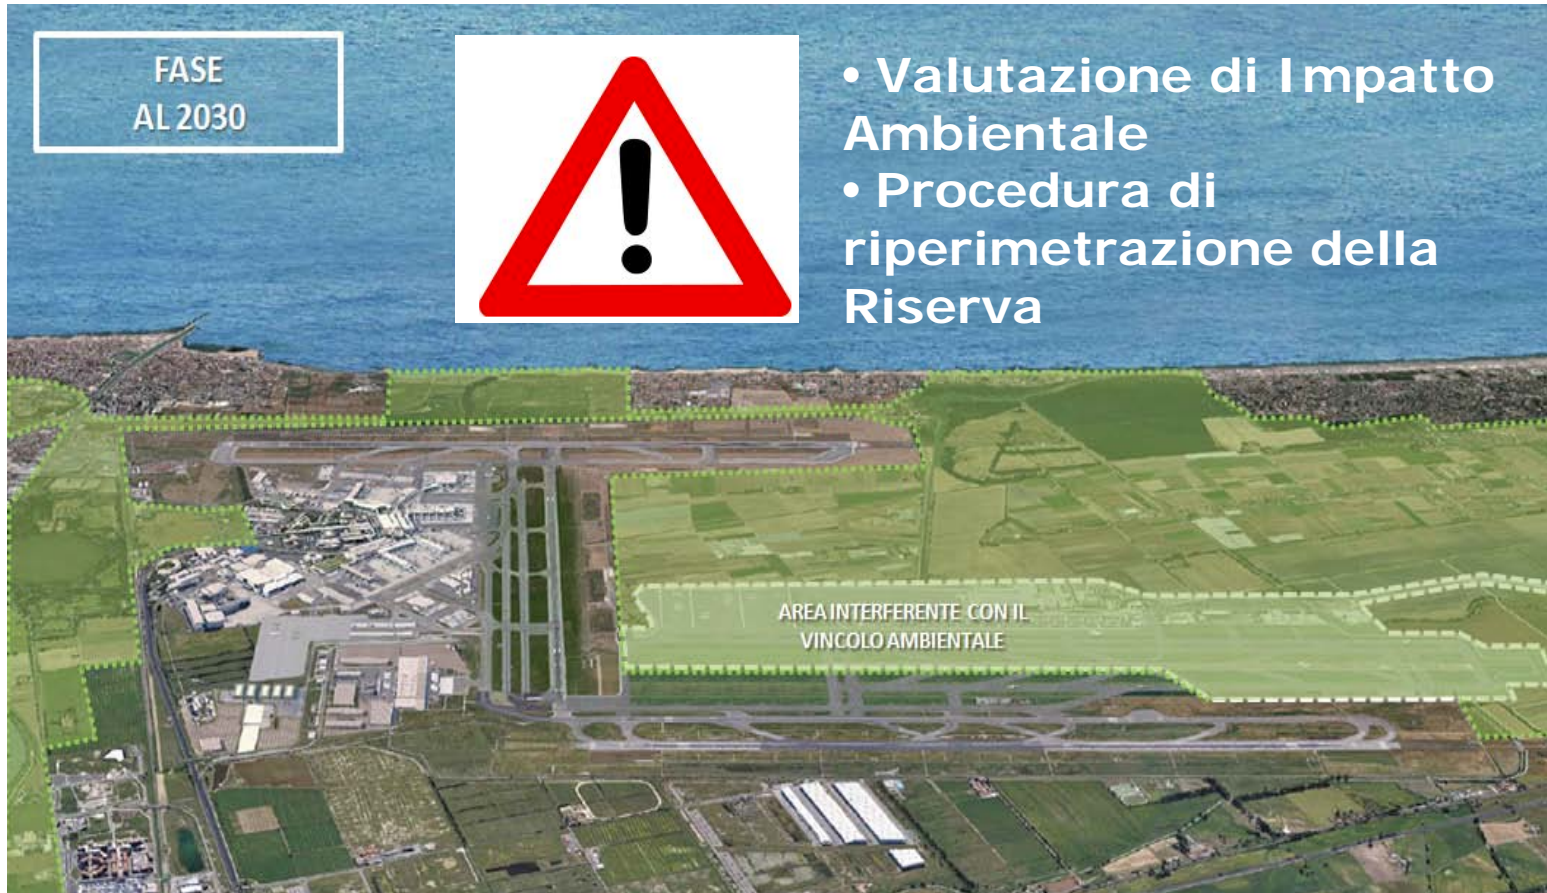 FASE
AL 2030
• Valutazione di Impatto
Ambientale
• Procedura di
riperimetrazione della
Riserva
AREA INTERFERENTE CON IL
VINCOLO AMBIENTALE